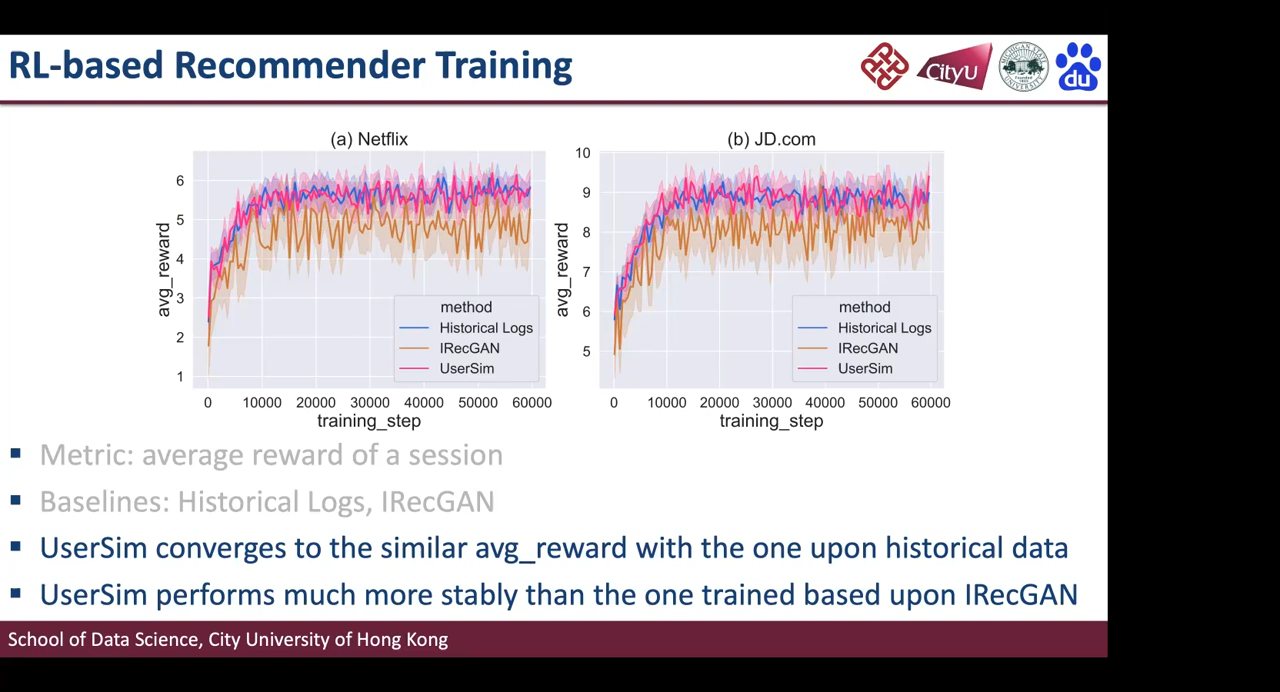 RL-based Recommender Training
CityU
du
(a) Netflix
avg_reward
6
5
4
3
2
1
method
Historical Logs
IRecGAN
UserSim
0 10000 20000 30000 40000 50000 60000
training_step
(b) JD.com
avg_reward
10
9
8
7
6
5
method
Historical Logs
IRecGAN
UserSim
0 10000 20000 30000 40000 50000 60000
training_step
▪ Metric: average reward of a session
▪ Baselines: Historical Logs, IRecGAN
▪ UserSim converges to the similar avg_reward with the one upon historical data
▪ UserSim performs much more stably than the one trained based upon IRecGAN
School of Data Science, City University of Hong Kong